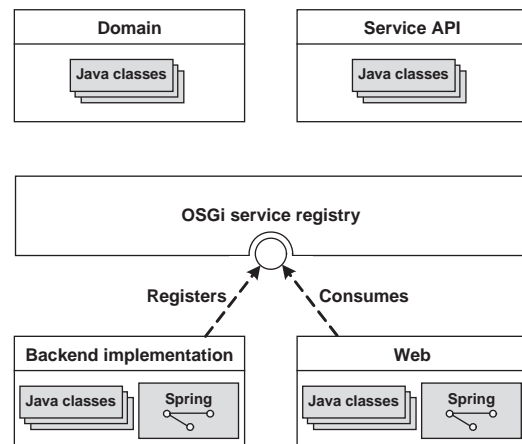 Domain
Java classes
Service API
Java classes
OSGi service registry
Registers
Consumes
Backend implementation
Java classes
Spring
Web
Java classes
Spring